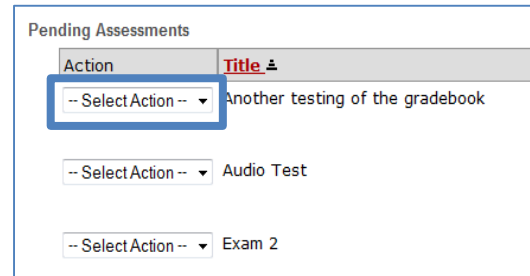 Pending Assessments
Action Title
-- Select Action -- Another testing of the gradebook
-- Select Action -- Audio Test
-- Select Action -- Exam 2